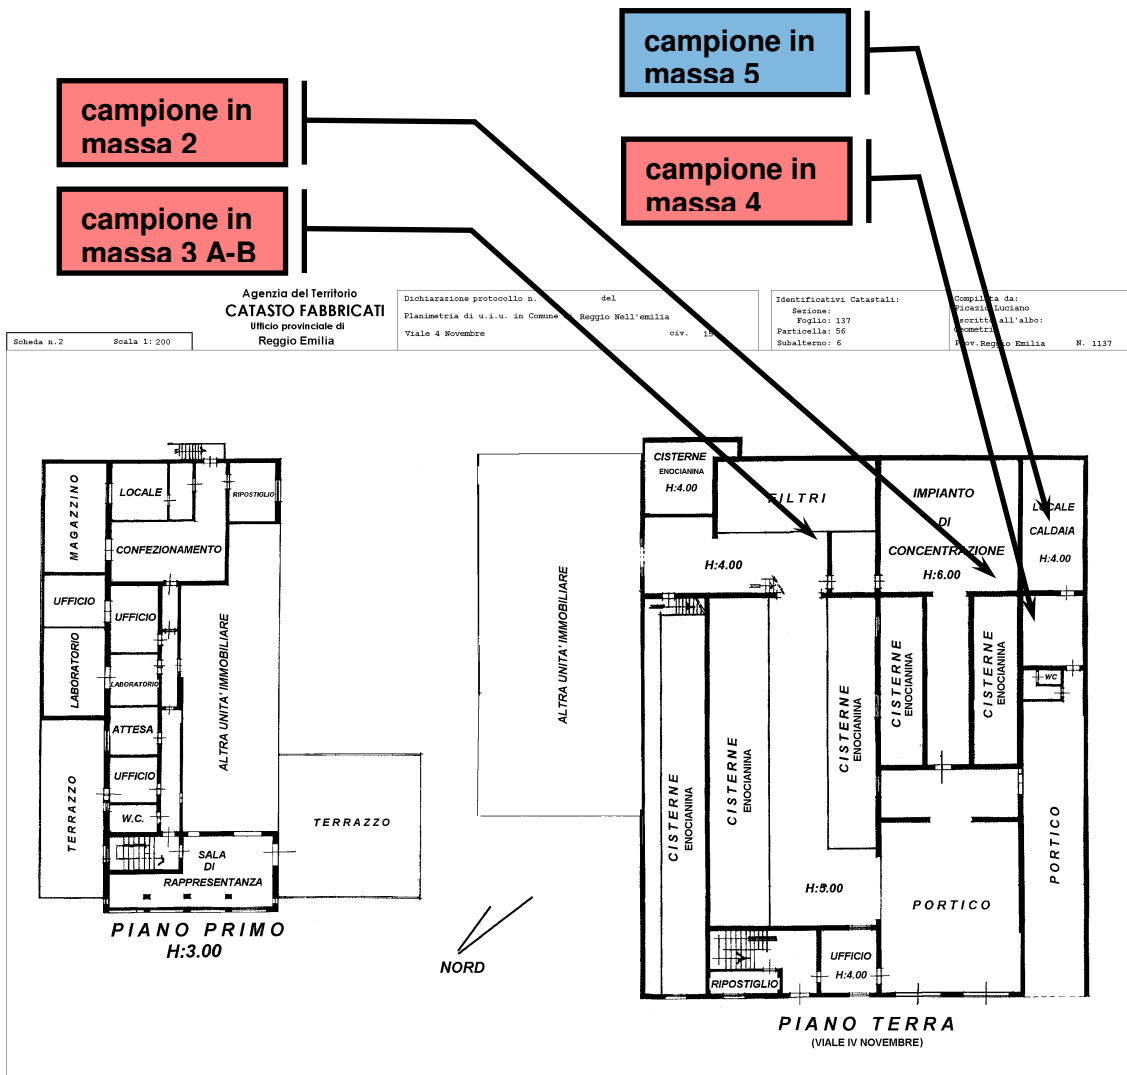 campione in
massa 5
campione in
massa 2
campione in
massa 4
campione in
massa 3 A-B
Agenzia del Territorio
CATASTO FABBRICATI
Ufficio provinciale di
Reggio Emilia
Scheda n.2 Scala 1: 200
Dichiarazione protocollo n. del
Planimetria di u.i.u. in Comune Reggio Nell'emilia
Viale 4 Novembre civ.
Identificativi Catastali:
Sezione:
Foglio: 137
Particella: 56
Subalterno: 6
Compilata da:
Picazio Luciano
Iscritto all'albo:
Geometri
Prov.Reggio Emilia N. 1137
MAGAZZINO
LOCALE
RIPOSTIGLIO
CONFEZIONAMENTO
UFFICIO
UFFICIO
LABORATORIO
LABORATORIO
ALTRA UNITA' IMMOBILIARE
ATTESA
UFFICIO
W.C.
TERRAZZO
TERRAZZO
SALA
DI
RAPPRESENTANZA
PIANO PRIMO
H:3.00
NORD
ALTRA UNITA' IMMOBILIARE
CISTERNE
ENOCIANINA
H:4.00
FILTRI
IMPIANTO
DI
CONCENTRAZIONE
H:6.00
LOCALE
CALDAIA
H:4.00
H:4.00
CISTERNE
ENOCIANINA
CISTERNE
ENOCIANINA
CISTERNE
ENOCIANINA
CISTERNE
ENOCIANINA
CISTERNE
ENOCIANINA
WC
PORTICO
H:5.00
PORTICO
UFFICIO
H:4.00
RIPOSTIGLIO
PIANO TERRA
(VIALE IV NOVEMBRE)